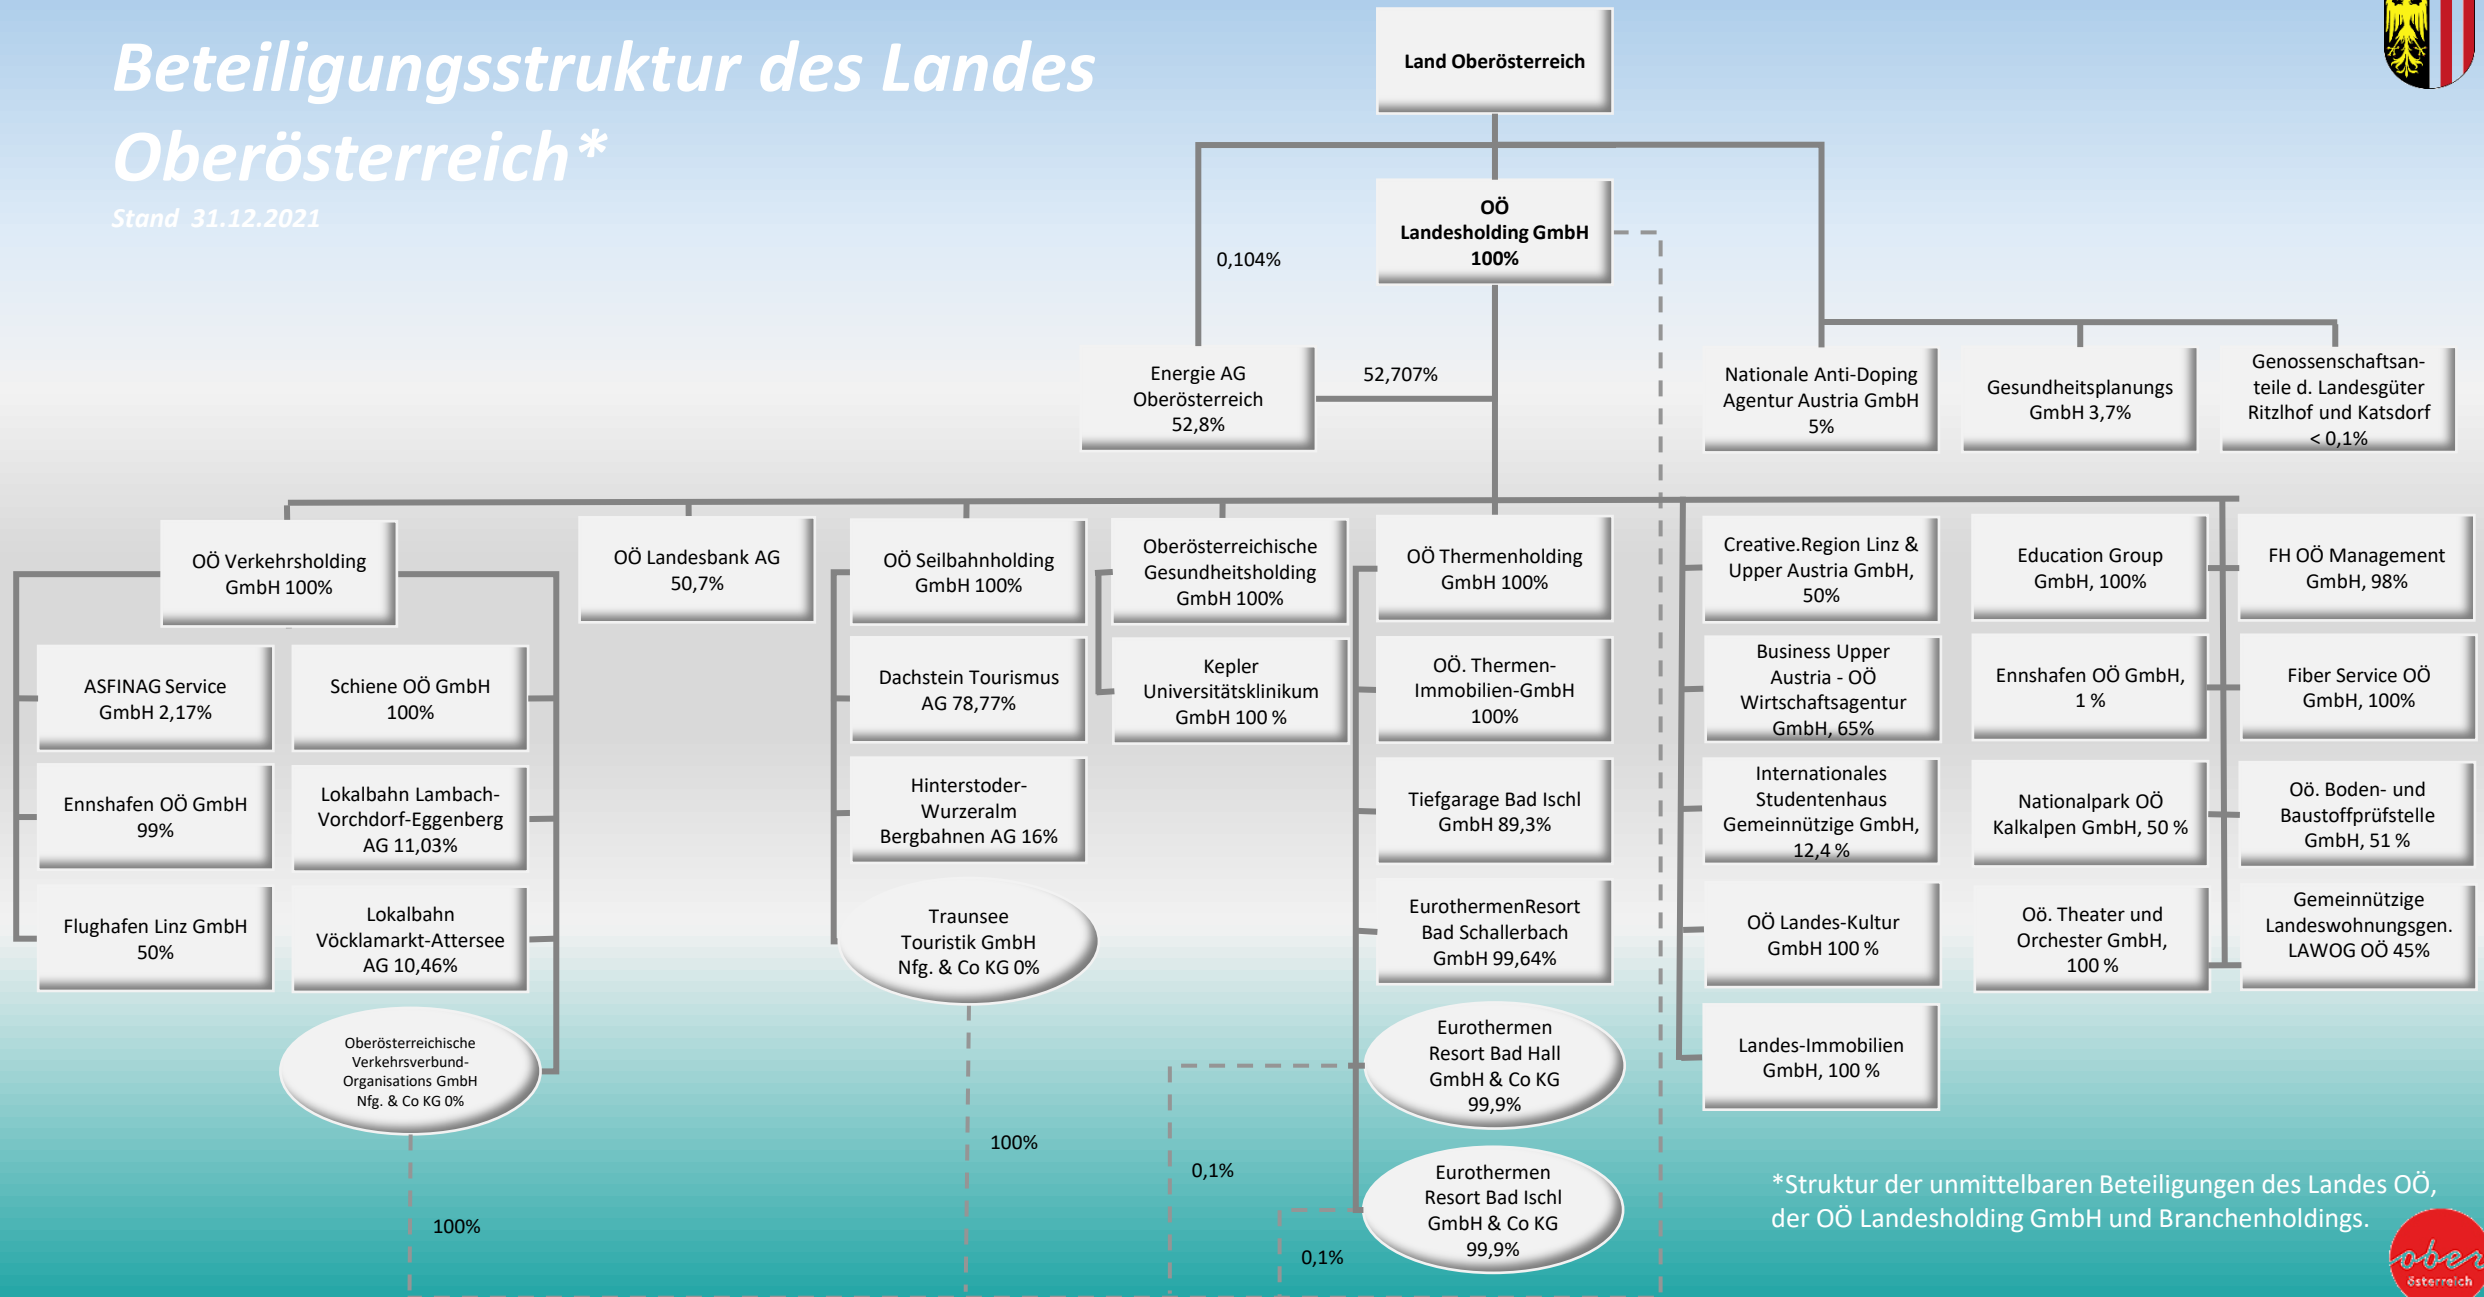 Beteiligungsstruktur des Landes
Oberösterreich*
Stand 31.12.2021
Land Oberösterreich
OÖ
Landesholding GmbH
100%
0,104%
52,707%
Energie AG
Oberösterreich
52,8%
Nationale Anti-Doping
Agentur Austria GmbH
5%
Gesundheitsplanungs
GmbH 3,7%
Genossenschaftsan-
teile d. Landesgüter
Ritzlhof und Katsdorf
< 0,1%
OÖ Verkehrsholding
GmbH 100%
ASFINAG Service
GmbH 2,17%
Ennshafen OÖ GmbH
99%
Flughafen Linz GmbH
50%
Schiene OÖ GmbH
100%
Lokalbahn Lambach-
Vorchdorf-Eggenberg
AG 11,03%
Lokalbahn
Vöcklamarkt-Attersee
AG 10,46%
Oberösterreichische
Verkehrsverbund-
Organisations GmbH
Nfg. & Co KG 0%
100%
OÖ Landesbank AG
50,7%
OÖ Seilbahnholding
GmbH 100%
Dachstein Tourismus
AG 78,77%
Hinterstoder-
Wurzeralm
Bergbahnen AG 16%
Traunsee
Touristik GmbH
Nfg. & Co KG 0%
100%
Oberösterreichische
Gesundheitsholding
GmbH 100%
Kepler
Universitätsklinikum
GmbH 100 %
OÖ Thermenholding
GmbH 100%
OÖ. Thermen-
Immobilien-GmbH
100%
Tiefgarage Bad Ischl
GmbH 89,3%
EurothermenResort
Bad Schallerbach
GmbH 99,64%
Eurothermen
Resort Bad Hall
GmbH & Co KG
99,9%
0,1%
Eurothermen
Resort Bad Ischl
GmbH & Co KG
99,9%
0,1%
Creative.Region Linz &
Upper Austria GmbH,
50%
Business Upper
Austria - OÖ
Wirtschaftsagentur
GmbH, 65%
Internationales
Studentenhaus
Gemeinnützige GmbH,
12,4 %
OÖ Landes-Kultur
GmbH 100 %
Landes-Immobilien
GmbH, 100 %
Education Group
GmbH, 100%
Ennshafen OÖ GmbH,
1 %
Nationalpark OÖ
Kalkalpen GmbH, 50 %
Oö. Theater und
Orchester GmbH,
100 %
FH OÖ Management
GmbH, 98%
Fiber Service OÖ
GmbH, 100%
Oö. Boden- und
Baustoffprüfstelle
GmbH, 51 %
Gemeinnützige
Landeswohnungsgen.
LAWOG OÖ 45%
*Struktur der unmittelbaren Beteiligungen des Landes OÖ,
der OÖ Landesholding GmbH und Branchenholdings.
ober
österreich